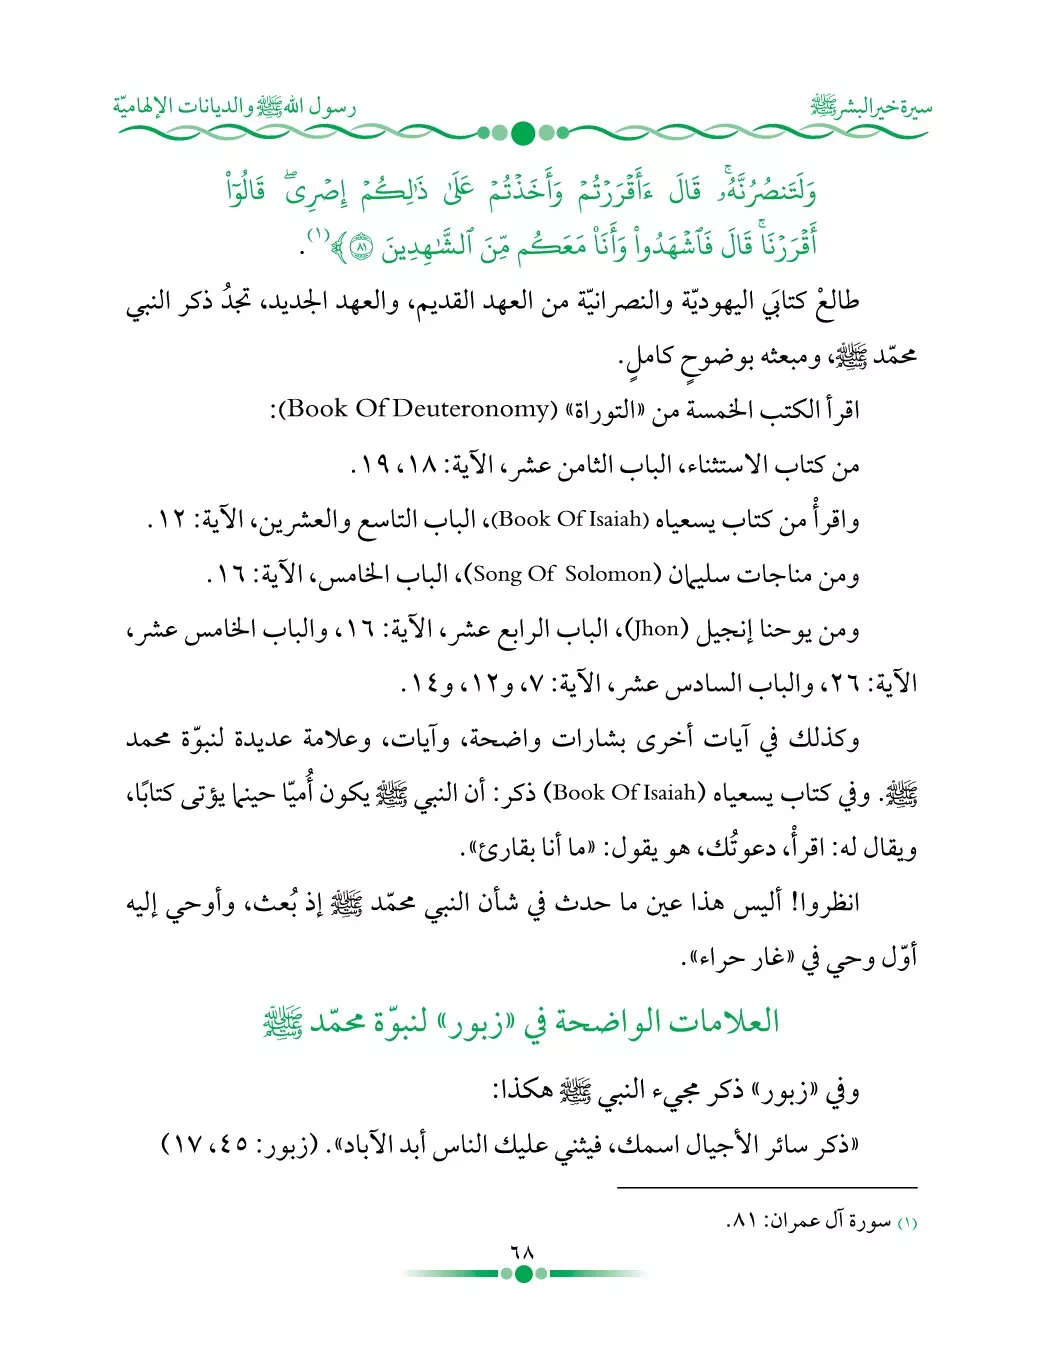 سيرة خير البشر ﷺ
رسول الله ﷺ والديانات الإلهاميّة
وَلَتَنصُرُنَّهُۥۚ قَالَ ءَأَقۡرَرۡتُمۡ وَأَخَذۡتُمۡ عَلَىٰ ذَٰلِكُمۡ إِصۡرِيۖ قَالُوٓاْ
أَقۡرَرۡنَاۚ قَالَ فَٱشۡهَدُواْ وَأَنَا۠ مَعَكُم مِّنَ ٱلشَّٰهِدِينَ ٨١﴾(١).
طالعْ كتابَي اليهوديّة والنصرانيّة من العهد القديم، والعهد الجديد، تجدُ ذكر النبي
محمّد ﷺ، ومبعثه بوضوحٍ كاملٍ.
اقرأ الكتب الخمسة من «التوراة» (Book Of Deuteronomy):
من كتاب الاستثناء، الباب الثامن عشر، الآية: ١٨، ١٩.
واقرأْ من كتاب يسعياه (Book Of Isaiah)، الباب التاسع والعشرين، الآية: ١٢.
ومن مناجات سليمان (Song Of Solomon)، الباب الخامس، الآية: ١٦.
ومن يوحنا إنجيل (Jhon)، الباب الرابع عشر، الآية: ١٦، والباب الخامس عشر،
الآية: ٢٦، والباب السادس عشر، الآية: ٧، و١٢، و١٤.
وكذلك في آيات أخرى بشارات واضحة، وآيات، وعلامة عديدة لنبوّة محمد
ﷺ. وفي كتاب يسعياه (Book Of Isaiah) ذكر: أن النبي ﷺ يكون أُميّا حينما يؤتى كتابًا،
ويقال له: اقرأْ، دعوتُك، هو يقول: «ما أنا بقارئ».
انظروا! أليس هذا عين ما حدث في شأن النبي محمّد ﷺ إذ بُعث، وأوحي إليه
أوّل وحي في «غار حراء».
العلامات الواضحة في «زبور» لنبوّة محمّد ﷺ
وفي «زبور» ذكر مجيء النبي ﷺ هكذا:
«ذكر سائر الأجيال اسمك، فيثني عليك الناس أبد الآباد». (زبور: ٤٥، ١٧)
(١) سورة آل عمران: ٨١.
٦٨